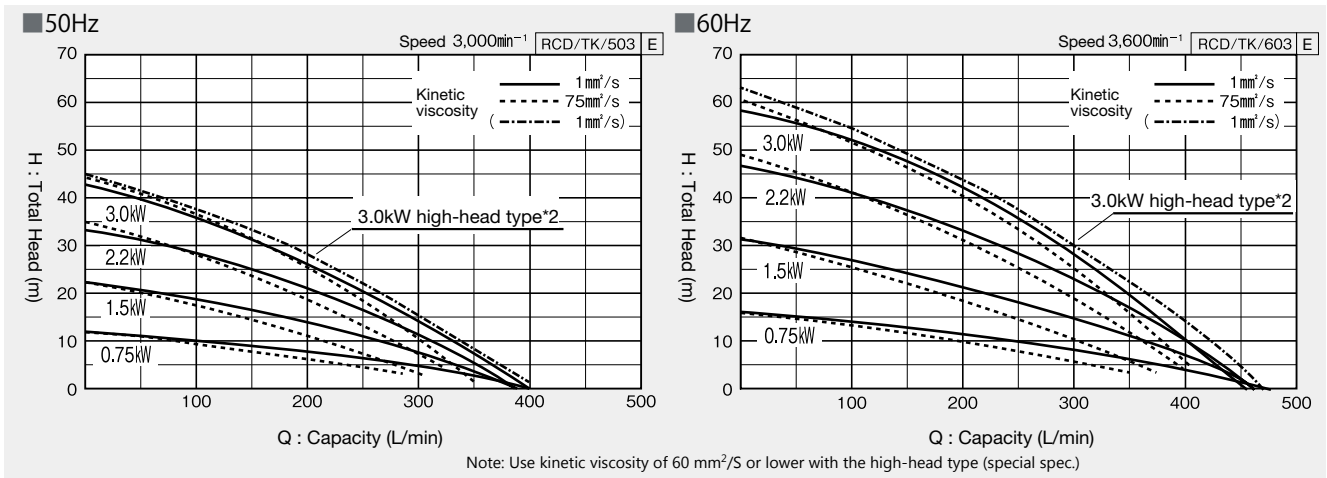 ■50Hz
Speed 3,000min⁻¹ RCD/TK/503 E
Kinetic
viscosity
1㎟/s
75㎟/s
( 1㎟/s)
H : Total Head (m)
70
60
50
40
30
20
10
0
3.0kW
2.2kW
1.5kW
0.75kW
3.0kW high-head type*2
100 200 300 400 500
Q : Capacity (L/min)
■60Hz
Speed 3,600min⁻¹ RCD/TK/603 E
Kinetic
viscosity
1㎟/s
75㎟/s
( 1㎟/s)
H : Total Head (m)
70
60
50
40
30
20
10
0
3.0kW
2.2kW
1.5kW
0.75kW
3.0kW high-head type*2
100 200 300 400 500
Q : Capacity (L/min)
Note: Use kinetic viscosity of 60 mm²/S or lower with the high-head type (special spec.)